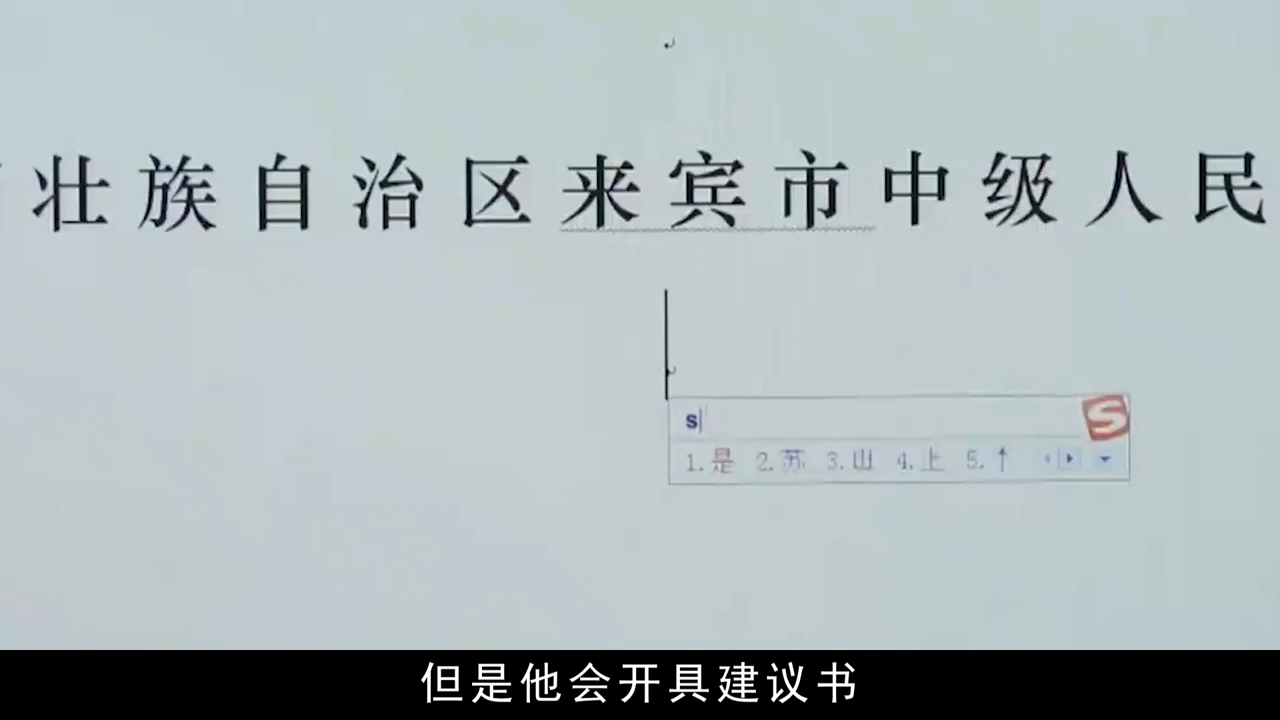 壮族自治区来宾市中级人民
s
1.是 2.苏 3.山 4.上 5.↑
但是他会开具建议书